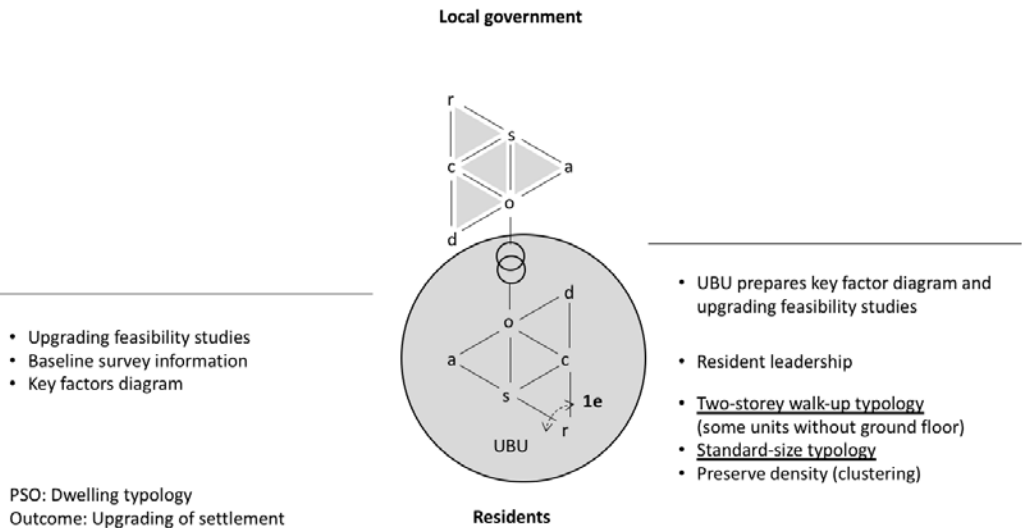 Local government
r
s
c
a
o
d
d
o
a
c
s
1e
r
UBU
Residents
• Upgrading feasibility studies
• Baseline survey information
• Key factors diagram
PSO: Dwelling typology
Outcome: Upgrading of settlement
• UBU prepares key factor diagram and
upgrading feasibility studies
• Resident leadership
• Two-storey walk-up typology
(some units without ground floor)
• Standard-size typology
• Preserve density (clustering)